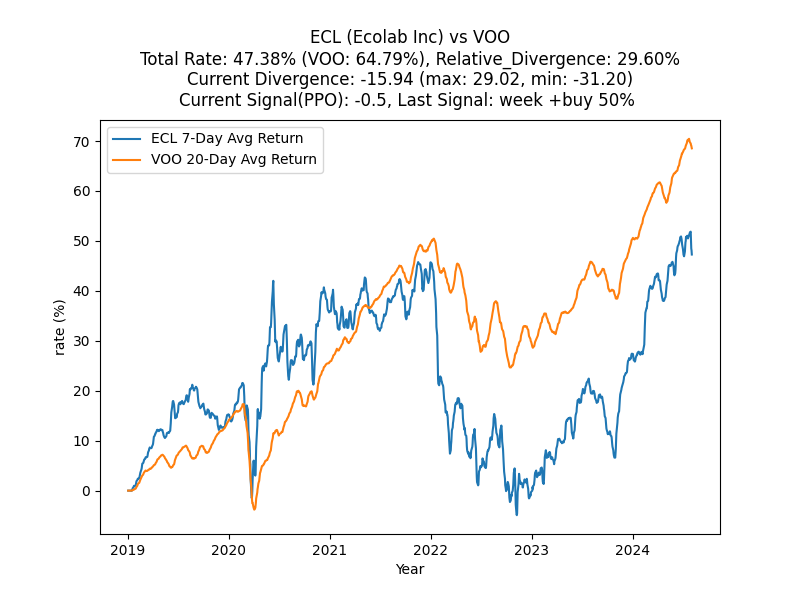 ECL (Ecolab Inc) vs VOO
Total Rate: 47.38% (VOO: 64.79%), Relative_Divergence: 29.60%
Current Divergence: -15.94 (max: 29.02, min: -31.20)
Current Signal(PPO): -0.5, Last Signal: week +buy 50%
ECL 7-Day Avg Return
VOO 20-Day Avg Return
70
60
50
40
30
20
10
0
rate (%)
2019 2020 2021 2022 2023 2024
Year